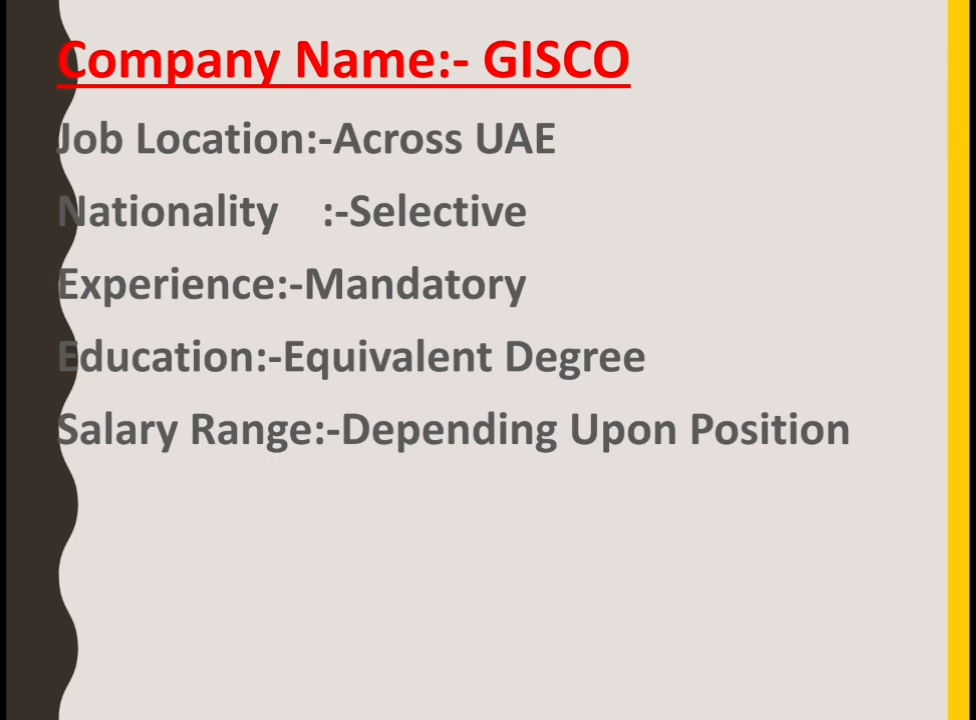 Company Name:- GISCO
Job Location:-Across UAE
Nationality :-Selective
Experience:-Mandatory
Education:-Equivalent Degree
Salary Range:-Depending Upon Position